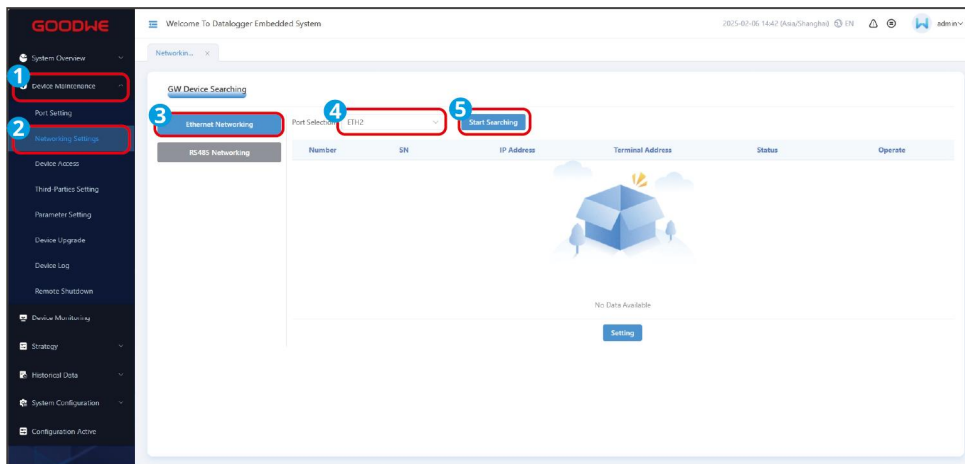 GOODWE
Welcome To Datalogger Embedded System
2025-02-06 14:42 (Asia/Shanghai) EN admin
System Overview
Networkin... ×
1
Device Maintenance
GW Device Searching
Port Setting
3
Ethernet Networking
Port Selection
4
ETH2
5
Start Searching
2
Networking Settings
RS485 Networking
Number SN IP Address Terminal Address Status Operate
Device Access
Third-Parties Setting
Parameter Setting
Device Upgrade
Device Log
Remote Shutdown
No Data Available
Device Monitoring
Setting
Strategy
Historical Data
System Configuration
Configuration Active